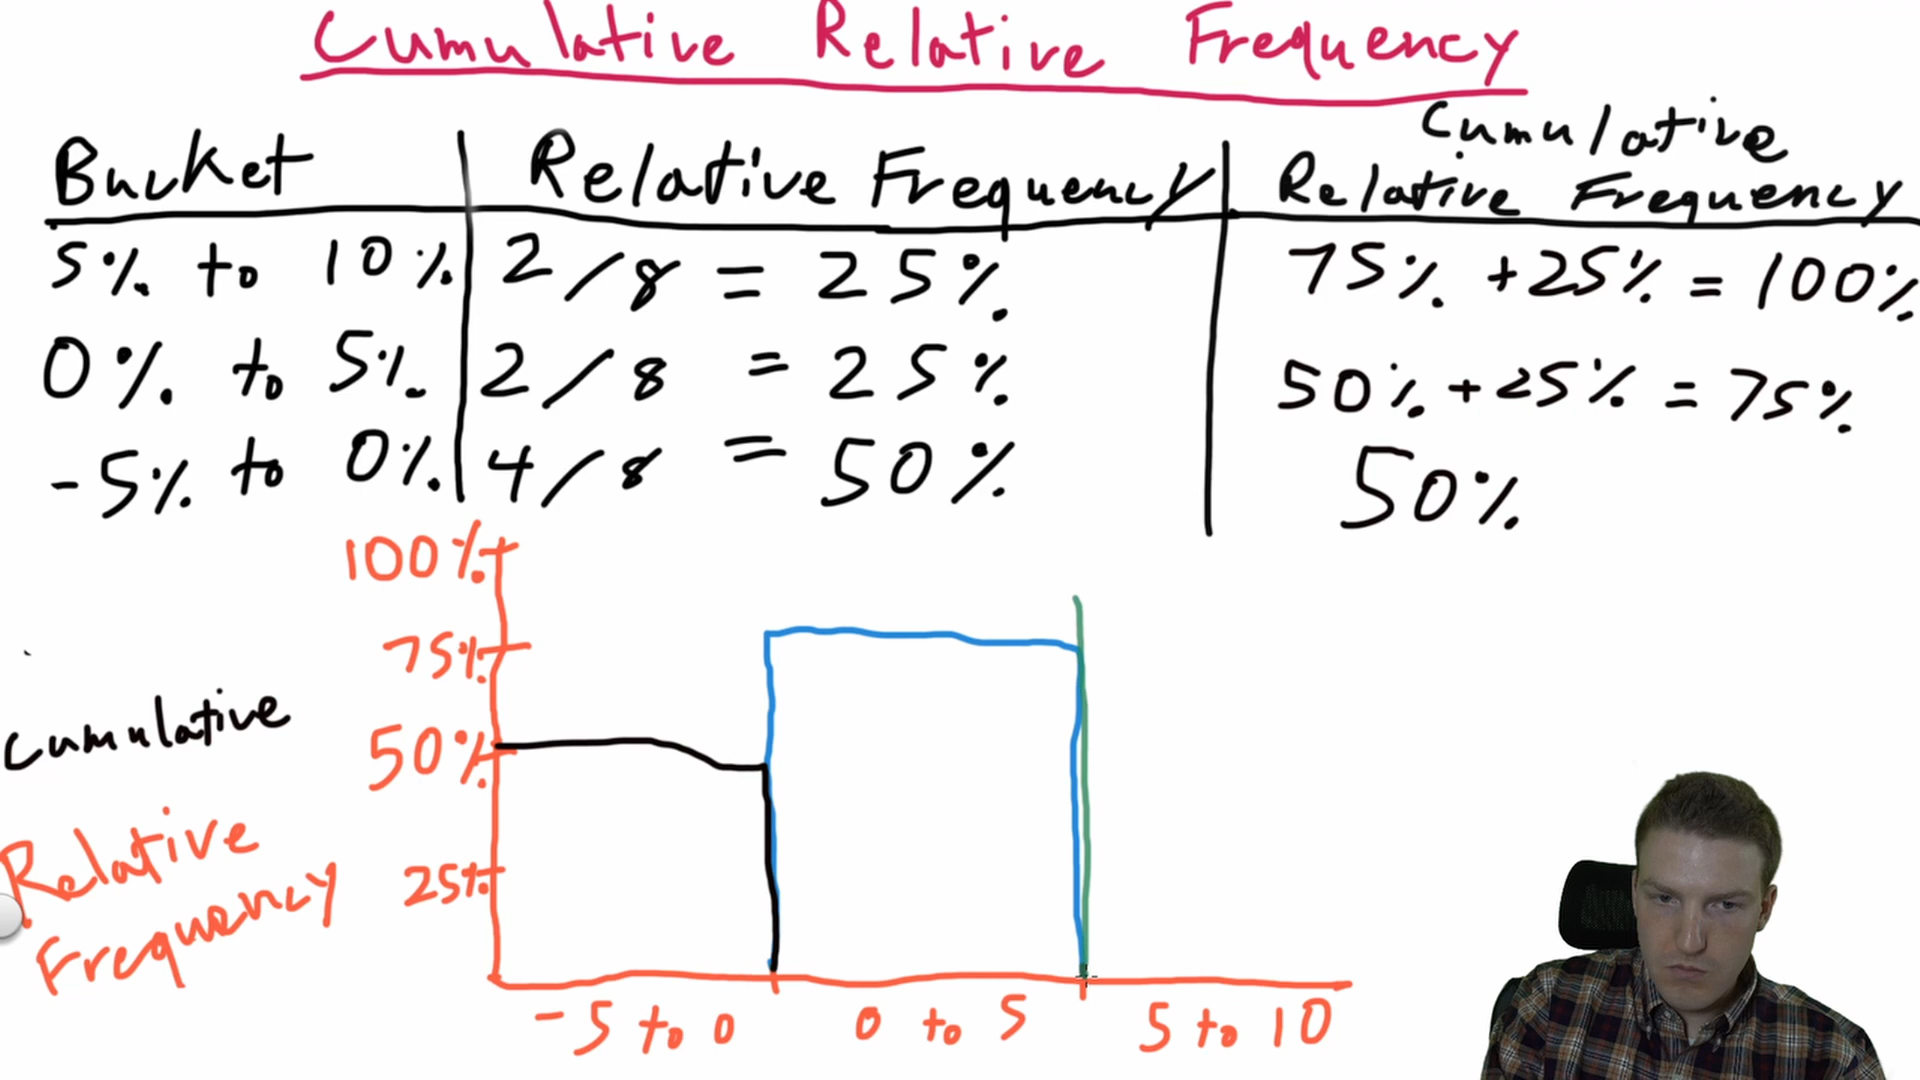 Cumulative Relative Frequency
Bucket | Relative Frequency | Cumulative Relative Frequency
5% to 10% | 2/8 = 25% | 75% + 25% = 100%
0% to 5% | 2/8 = 25% | 50% + 25% = 75%
-5% to 0% | 4/8 = 50% | 50%
100%
75%
50%
25%
Cumulative
Relative
Frequency
-5 to 0 0 to 5 5 to 10